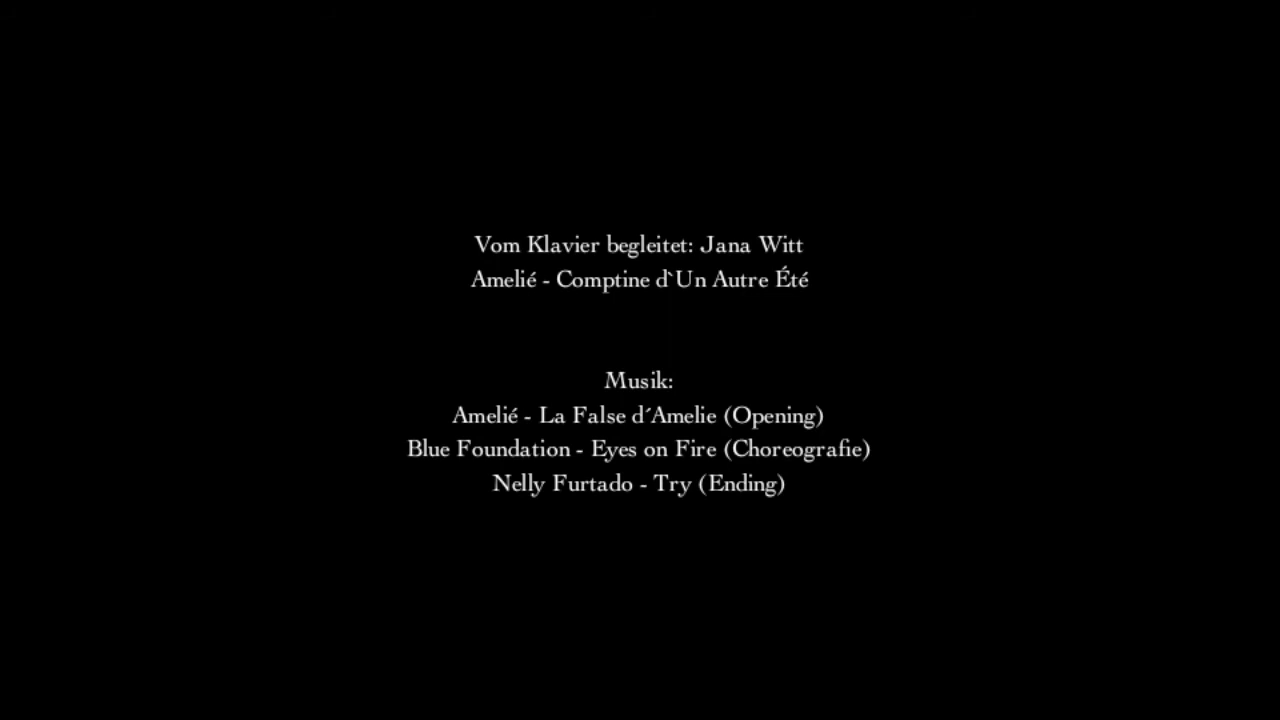 Vom Klavier begleitet: Jana Witt
Amelié - Comptine d`Un Autre Été
Musik:
Amelié - La False d´Amelie (Opening)
Blue Foundation - Eyes on Fire (Choreografie)
Nelly Furtado - Try (Ending)